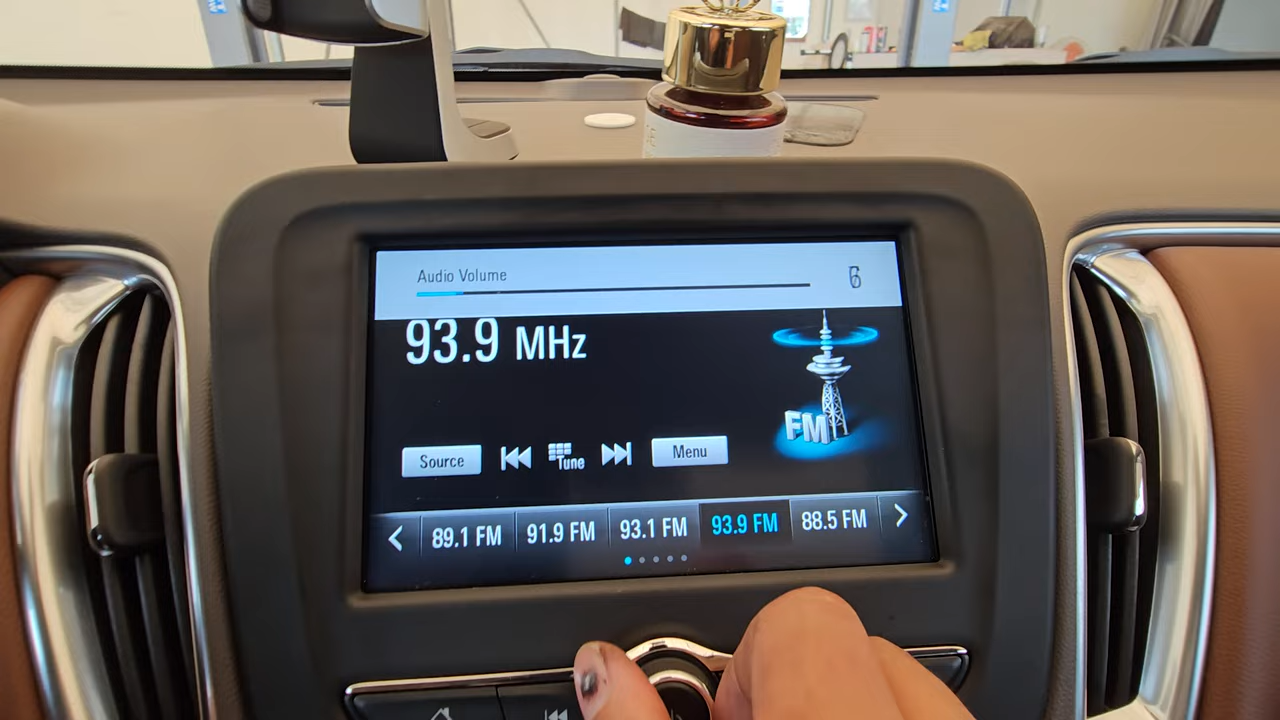 Audio Volume 6
93.9 MHz
FM
Source Tune Menu
89.1 FM 91.9 FM 93.1 FM 93.9 FM 88.5 FM